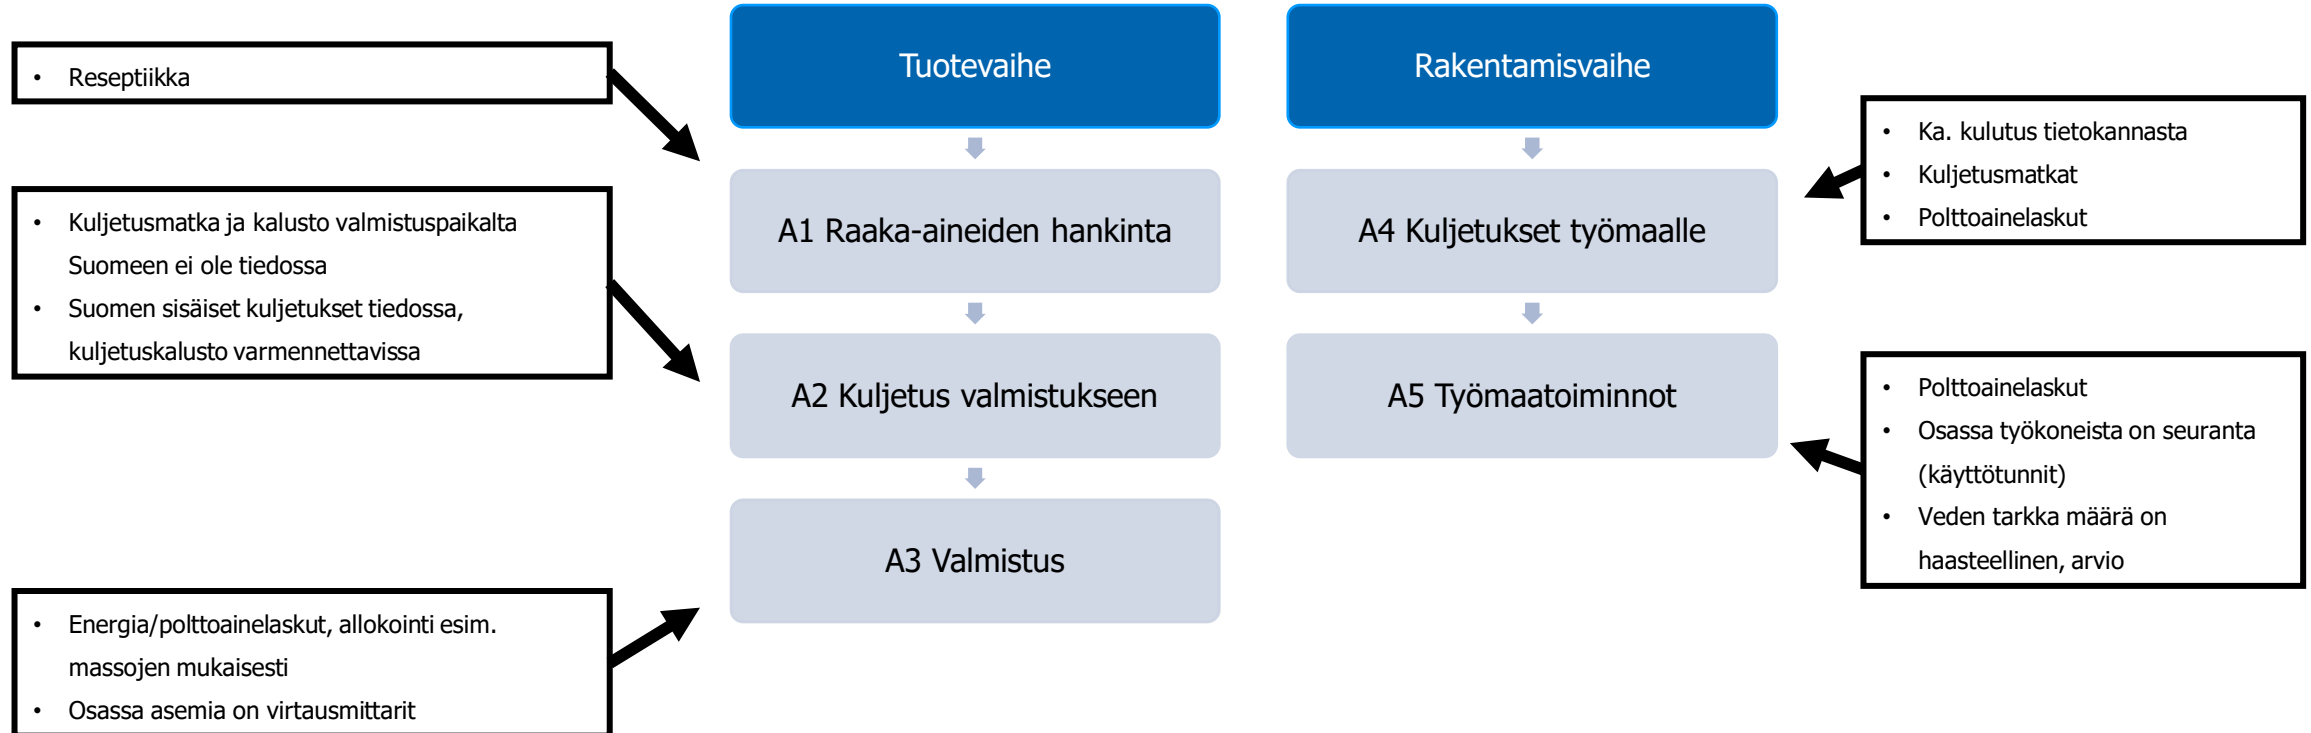 Tuotevaihe
Rakentamisvaihe
• Reseptiikka
• Kuljetusmatka ja kalusto valmistuspaikalta
Suomeen ei ole tiedossa
• Suomen sisäiset kuljetukset tiedossa,
kuljetuskalusto varmennettavissa
• Energia/polttoainelaskut, allokointi esim.
massojen mukaisesti
• Osassa asemia on virtausmittarit
A1 Raaka-aineiden hankinta
A2 Kuljetus valmistukseen
A3 Valmistus
A4 Kuljetukset työmaalle
A5 Työmaatoiminnot
• Ka. kulutus tietokannasta
• Kuljetusmatkat
• Polttoainelaskut
• Polttoainelaskut
• Osassa työkoneista on seuranta
(käyttötunnit)
• Veden tarkka määrä on
haasteellinen, arvio